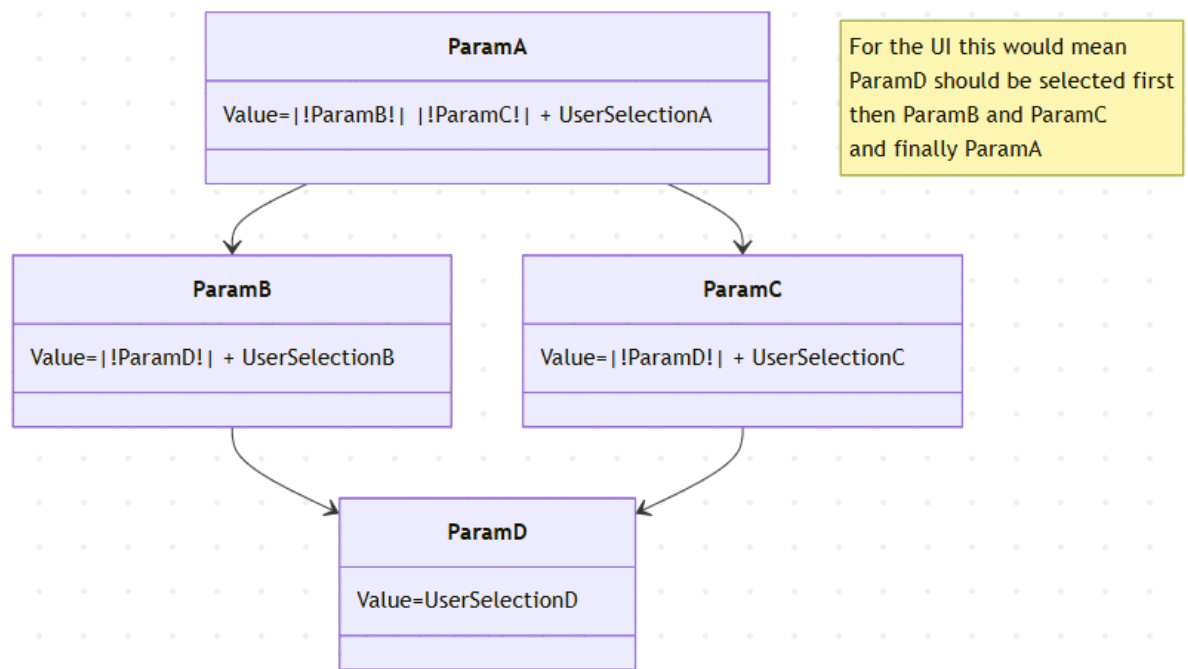 ParamA
Value=|!ParamB!| |!ParamC!| + UserSelectionA
For the UI this would mean
ParamD should be selected first
then ParamB and ParamC
and finally ParamA
ParamB
Value=|!ParamD!| + UserSelectionB
ParamC
Value=|!ParamD!| + UserSelectionC
ParamD
Value=UserSelectionD